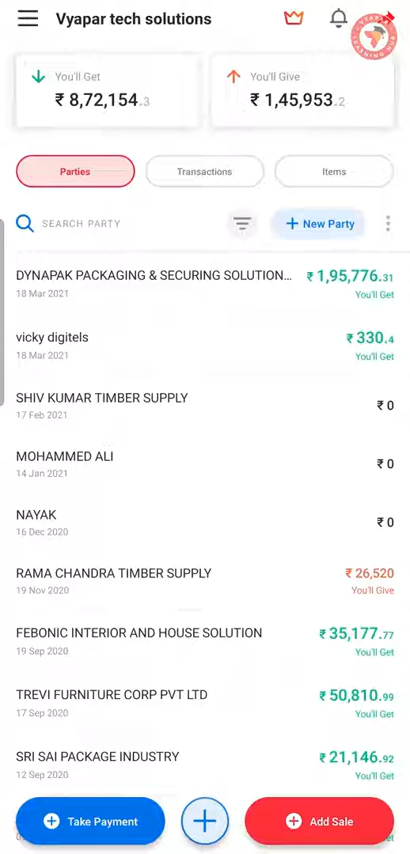 Vyapar tech solutions
VYAPAR
LEARNING HUB
You'll Get
₹ 8,72,154.3
You'll Give
₹ 1,45,953.2
Parties
Transactions
Items
SEARCH PARTY
+ New Party
DYNAPAK PACKAGING & SECURING SOLUTION...
₹ 1,95,776.31
18 Mar 2021
You'll Get
vicky digitels
₹ 330.4
18 Mar 2021
You'll Get
SHIV KUMAR TIMBER SUPPLY
₹ 0
17 Feb 2021
MOHAMMED ALI
₹ 0
14 Jan 2021
NAYAK
₹ 0
16 Dec 2020
RAMA CHANDRA TIMBER SUPPLY
₹ 26,520
19 Nov 2020
You'll Give
FEBONIC INTERIOR AND HOUSE SOLUTION
₹ 35,177.77
19 Sep 2020
You'll Get
TREVI FURNITURE CORP PVT LTD
₹ 50,810.99
17 Sep 2020
You'll Get
SRI SAI PACKAGE INDUSTRY
₹ 21,146.92
12 Sep 2020
You'll Get
Take Payment
Add Sale